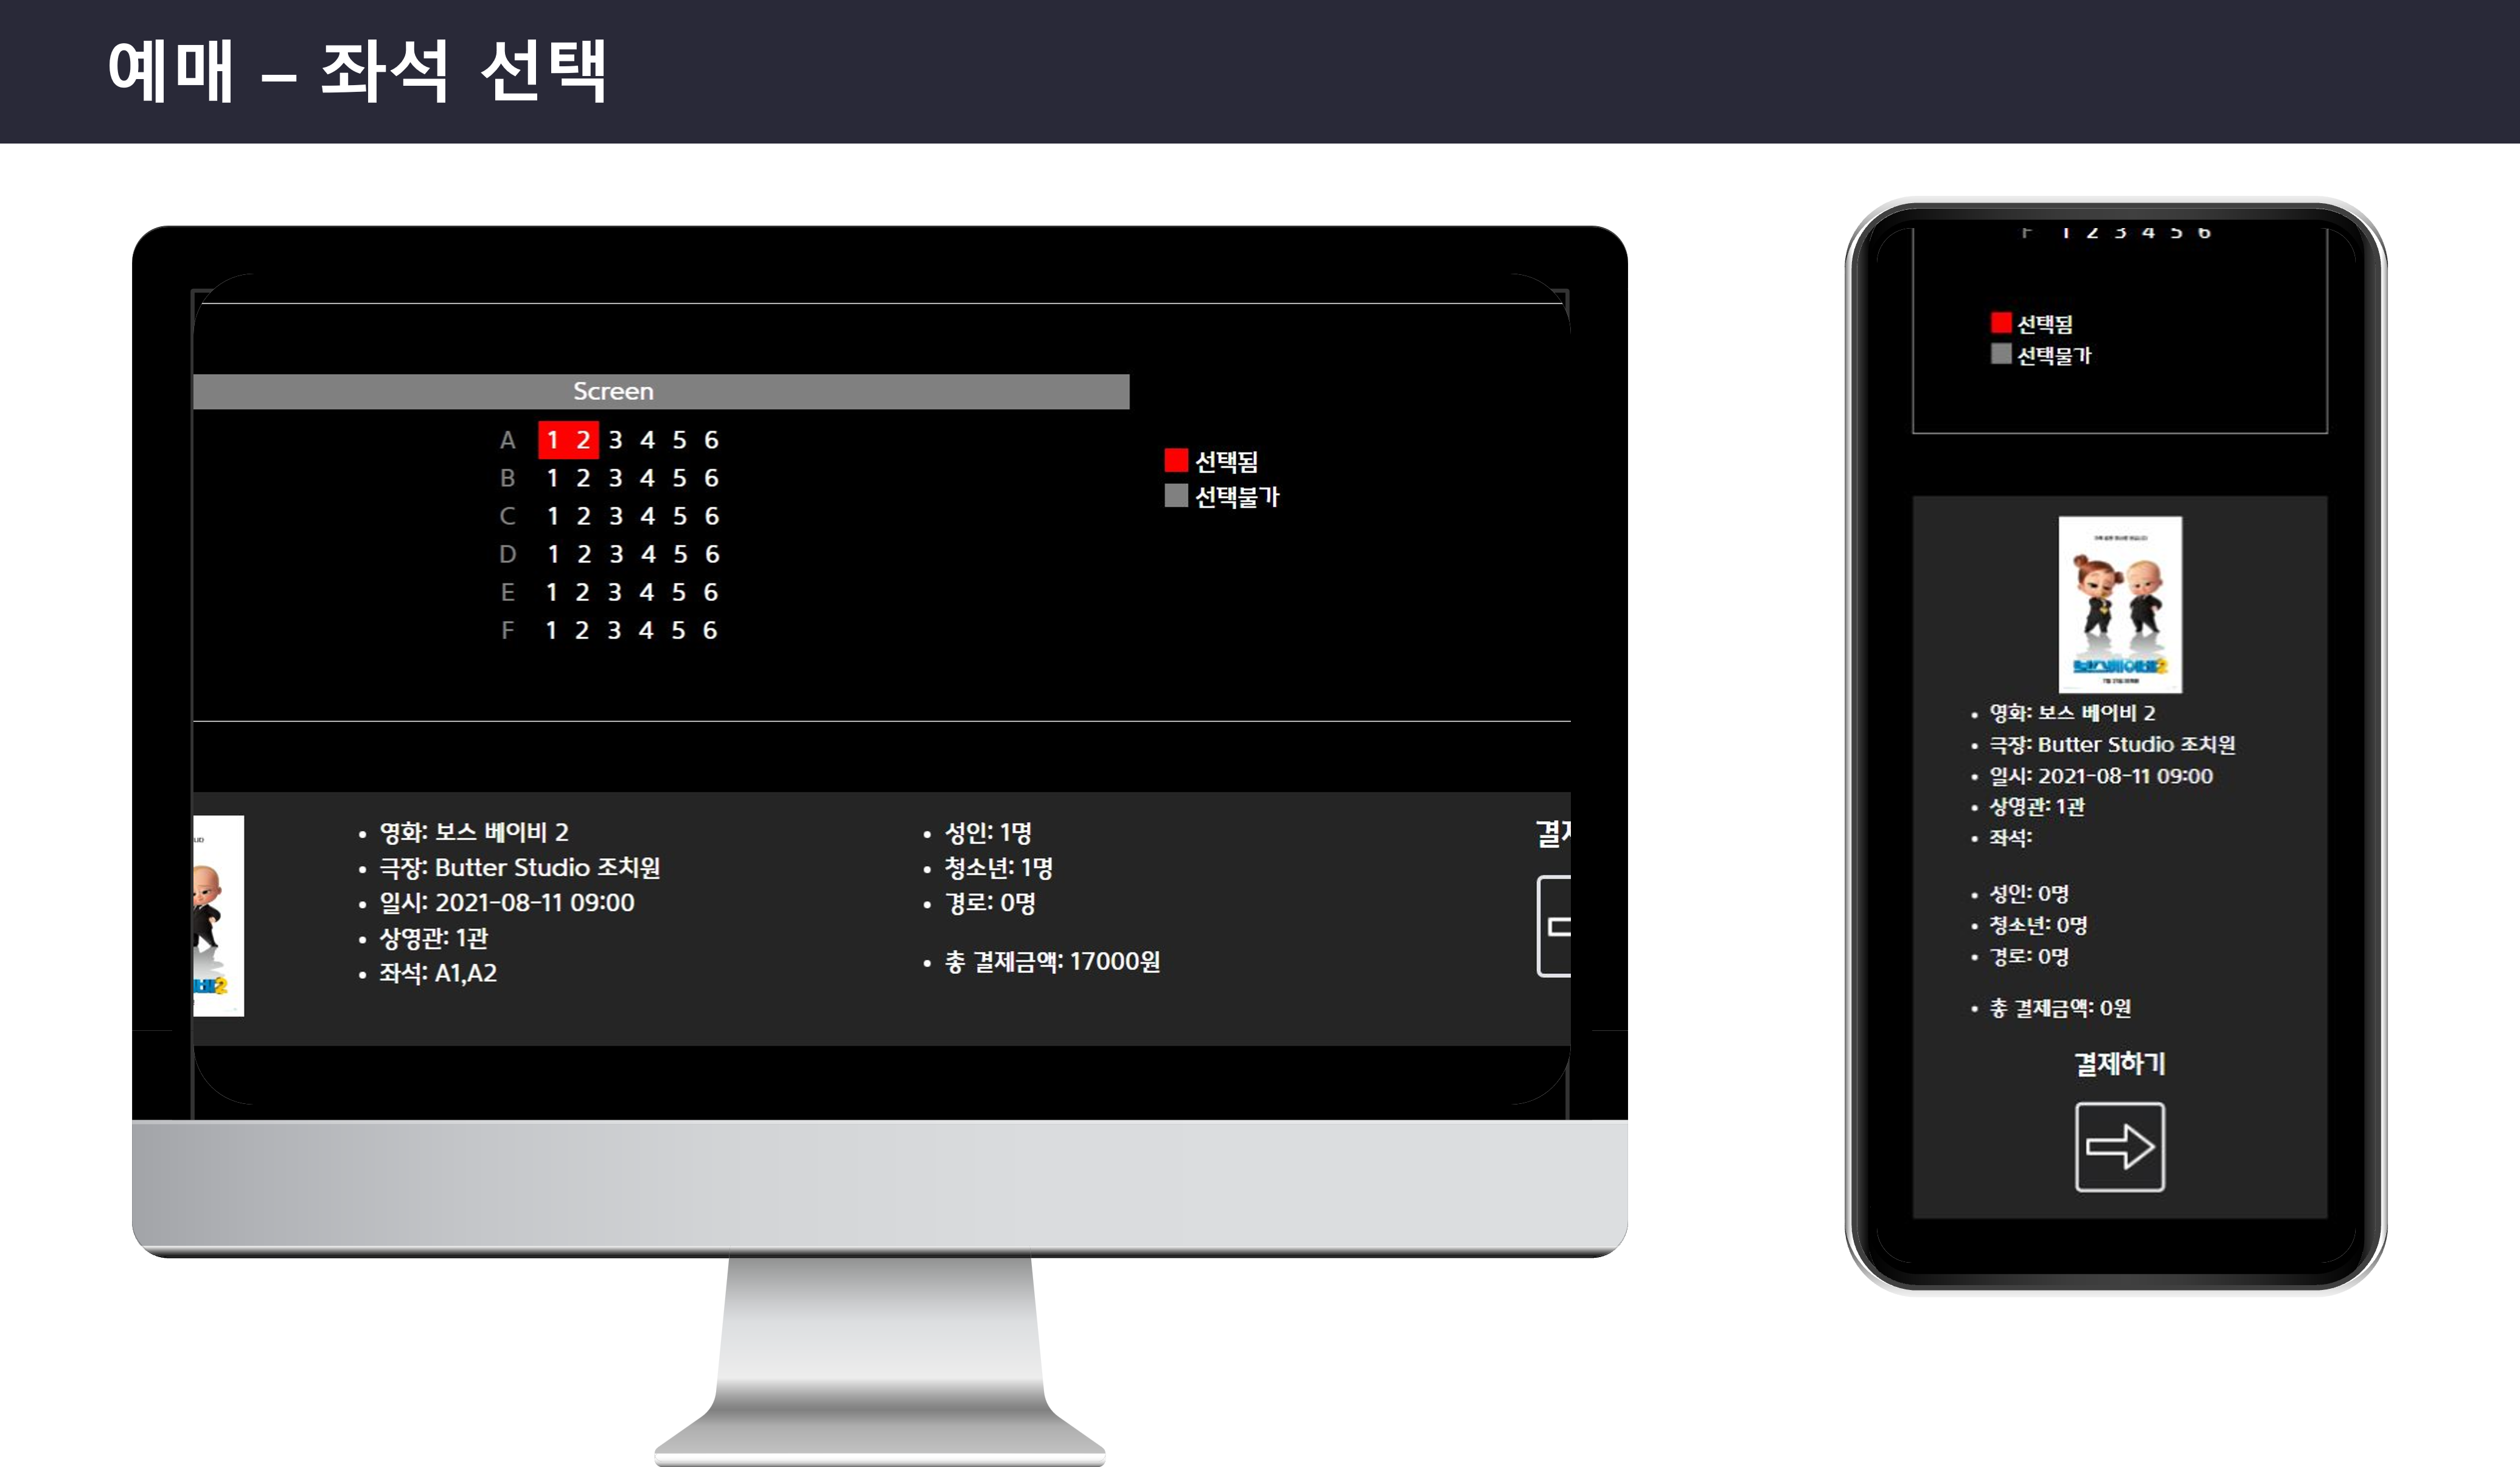 예매 – 좌석 선택
Screen
A 1 2 3 4 5 6
B 1 2 3 4 5 6
C 1 2 3 4 5 6
D 1 2 3 4 5 6
E 1 2 3 4 5 6
F 1 2 3 4 5 6
선택됨
선택불가
• 영화: 보스 베이비 2
• 극장: Butter Studio 조치원
• 일시: 2021-08-11 09:00
• 상영관: 1관
• 좌석: A1,A2
• 성인: 1명
• 청소년: 1명
• 경로: 0명
• 총 결제금액: 17000원
F 1 2 3 4 5 6
선택됨
선택불가
보스베이비2
• 영화: 보스 베이비 2
• 극장: Butter Studio 조치원
• 일시: 2021-08-11 09:00
• 상영관: 1관
• 좌석:
• 성인: 0명
• 청소년: 0명
• 경로: 0명
• 총 결제금액: 0원
결제하기